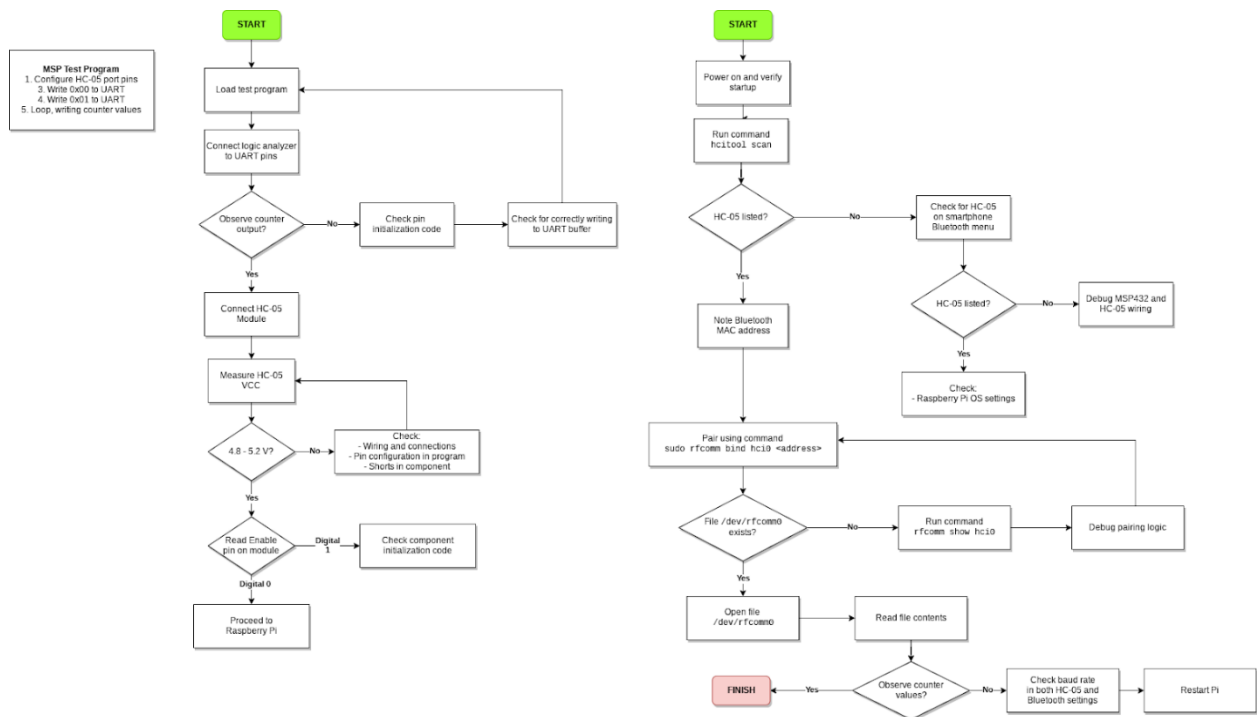 MSP Test Program
1. Configure HC-05 port pins
3. Write 0x00 to UART
4. Write 0x01 to UART
5. Loop, writing counter values
START
Load test program
Connect logic analyzer
to UART pins
Observe counter
output?
No
Check pin
initialization code
Check for correctly writing
to UART buffer
Yes
Connect HC-05
Module
Measure HC-05
VCC
4.8 - 5.2 V?
No
Check:
- Wiring and connections
- Pin configuration in program
- Shorts in component
Yes
Read Enable
pin on module
Digital
1
Check component
initialization code
Digital 0
Proceed to
Raspberry Pi
START
Power on and verify
startup
Run command
hcitool scan
HC-05 listed?
No
Check for HC-05
on smartphone
Bluetooth menu
HC-05 listed?
No
Debug MSP432 and
HC-05 wiring
Yes
Check:
- Raspberry Pi OS settings
Yes
Note Bluetooth
MAC address
Pair using command
sudo rfcomm bind hci0 <address>
File /dev/rfcomm0
exists?
No
Run command
rfcomm show hci0
Debug pairing logic
Yes
Open file
/dev/rfcomm0
Read file contents
Observe counter
values?
Yes
FINISH
No
Check baud rate
in both HC-05 and
Bluetooth settings
Restart Pi